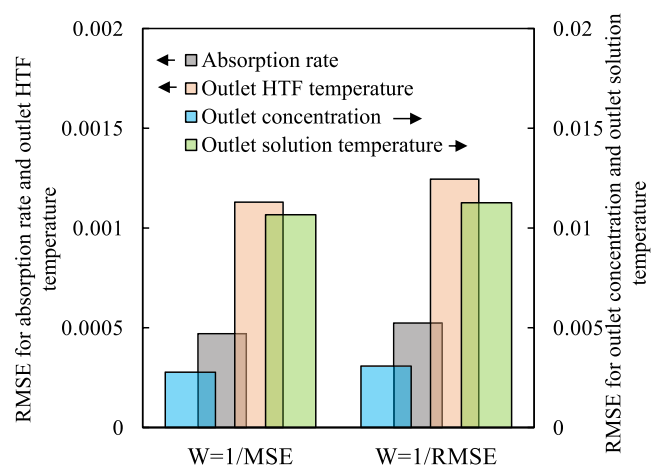 RMSE for absorption rate and outlet HTF
temperature
0.002
0.0015
0.001
0.0005
0
Absorption rate
Outlet HTF temperature
Outlet concentration
Outlet solution temperature
W=1/MSE
W=1/RMSE
0.02
0.015
0.01
0.005
0
RMSE for outlet concentration and outlet solution
temperature